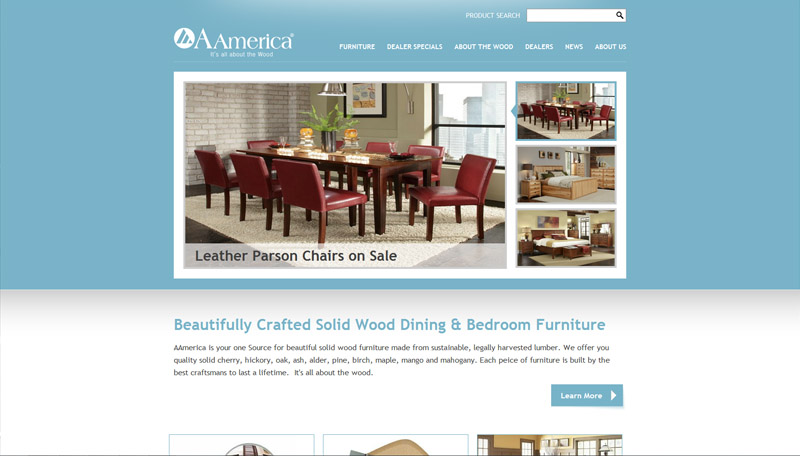 PRODUCT SEARCH
AAmerica®
It's all about the Wood
FURNITURE DEALER SPECIALS ABOUT THE WOOD DEALERS NEWS ABOUT US
Leather Parson Chairs on Sale
Beautifully Crafted Solid Wood Dining & Bedroom Furniture
AAmerica is your one Source for beautiful solid wood furniture made from sustainable, legally harvested lumber. We offer you
quality solid cherry, hickory, oak, ash, alder, pine, birch, maple, mango and mahogany. Each peice of furniture is built by the
best craftsmans to last a lifetime. It's all about the wood.
Learn More